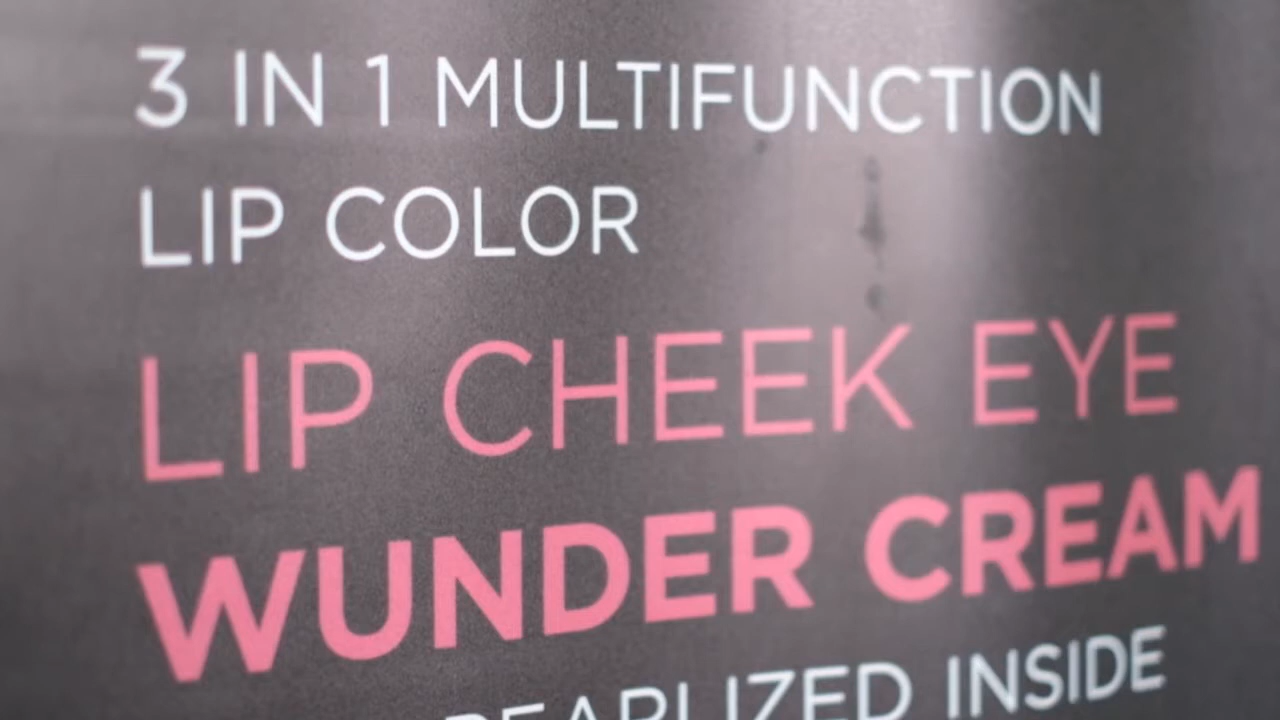 3 IN 1 MULTIFUNCTION
LIP COLOR
LIP CHEEK EYE
WUNDER CREAM
INSIDE